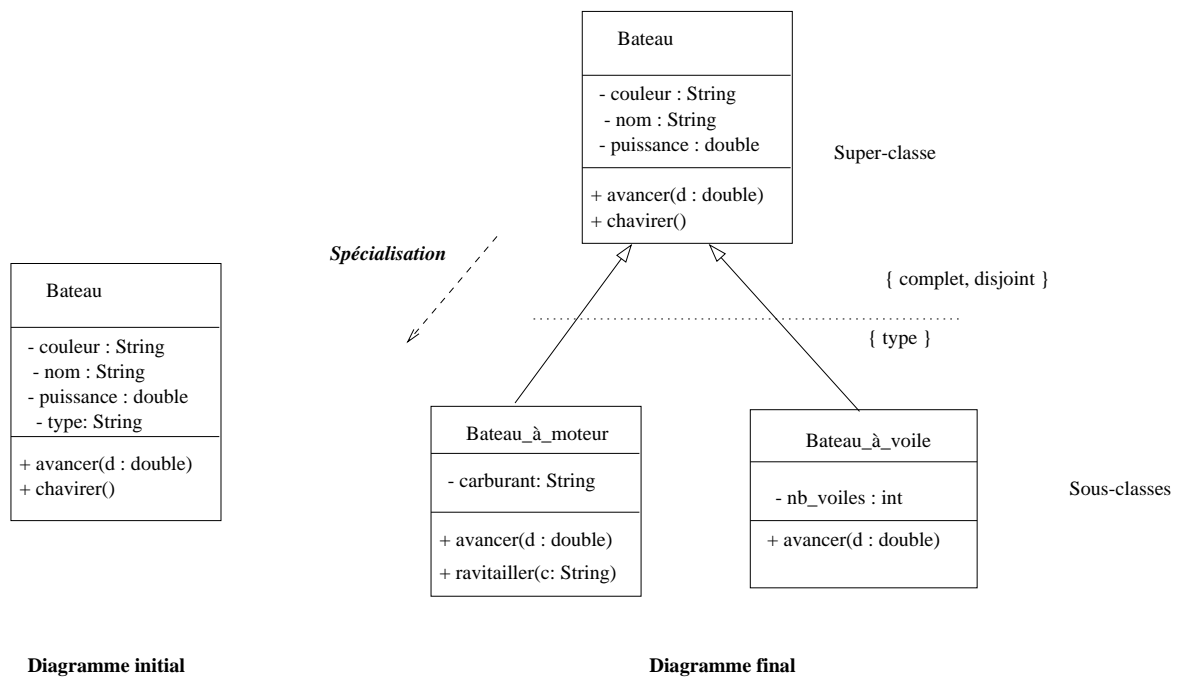 Bateau
- couleur : String
- nom : String
- puissance : double
- type: String
+ avancer(d : double)
+ chavirer()
Diagramme initial
Bateau
- couleur : String
- nom : String
- puissance : double
+ avancer(d : double)
+ chavirer()
Super-classe
Spécialisation
{ complet, disjoint }
{ type }
Bateau_à_moteur
- carburant: String
+ avancer(d : double)
+ ravitailler(c: String)
Bateau_à_voile
- nb_voiles : int
+ avancer(d : double)
Sous-classes
Diagramme final